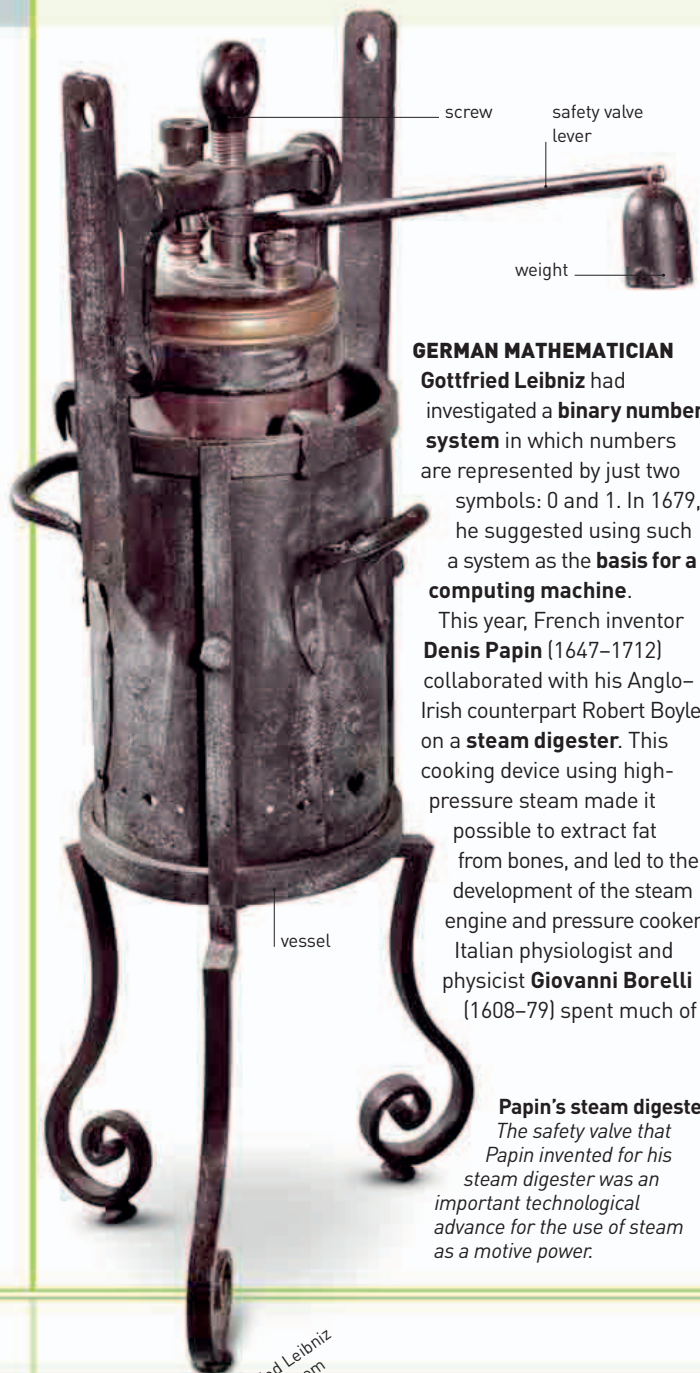 screw
safety valve
lever
weight
GERMAN MATHEMATICIAN
Gottfried Leibniz had
investigated a binary number
system in which numbers
are represented by just two
symbols: 0 and 1. In 1679,
he suggested using such
a system as the basis for a
computing machine.
This year, French inventor
Denis Papin (1647–1712)
collaborated with his Anglo–
Irish counterpart Robert Boyle
on a steam digester. This
cooking device using high-
pressure steam made it
possible to extract fat
from bones, and led to the
development of the steam
engine and pressure cooker
Italian physiologist and
physicist Giovanni Borelli
(1608–79) spent much of
vessel
Papin's steam
The safety valve that
Papin invented for his
steam digester was an
important technological
advance for the use of steam
as a motive power.
Leibniz